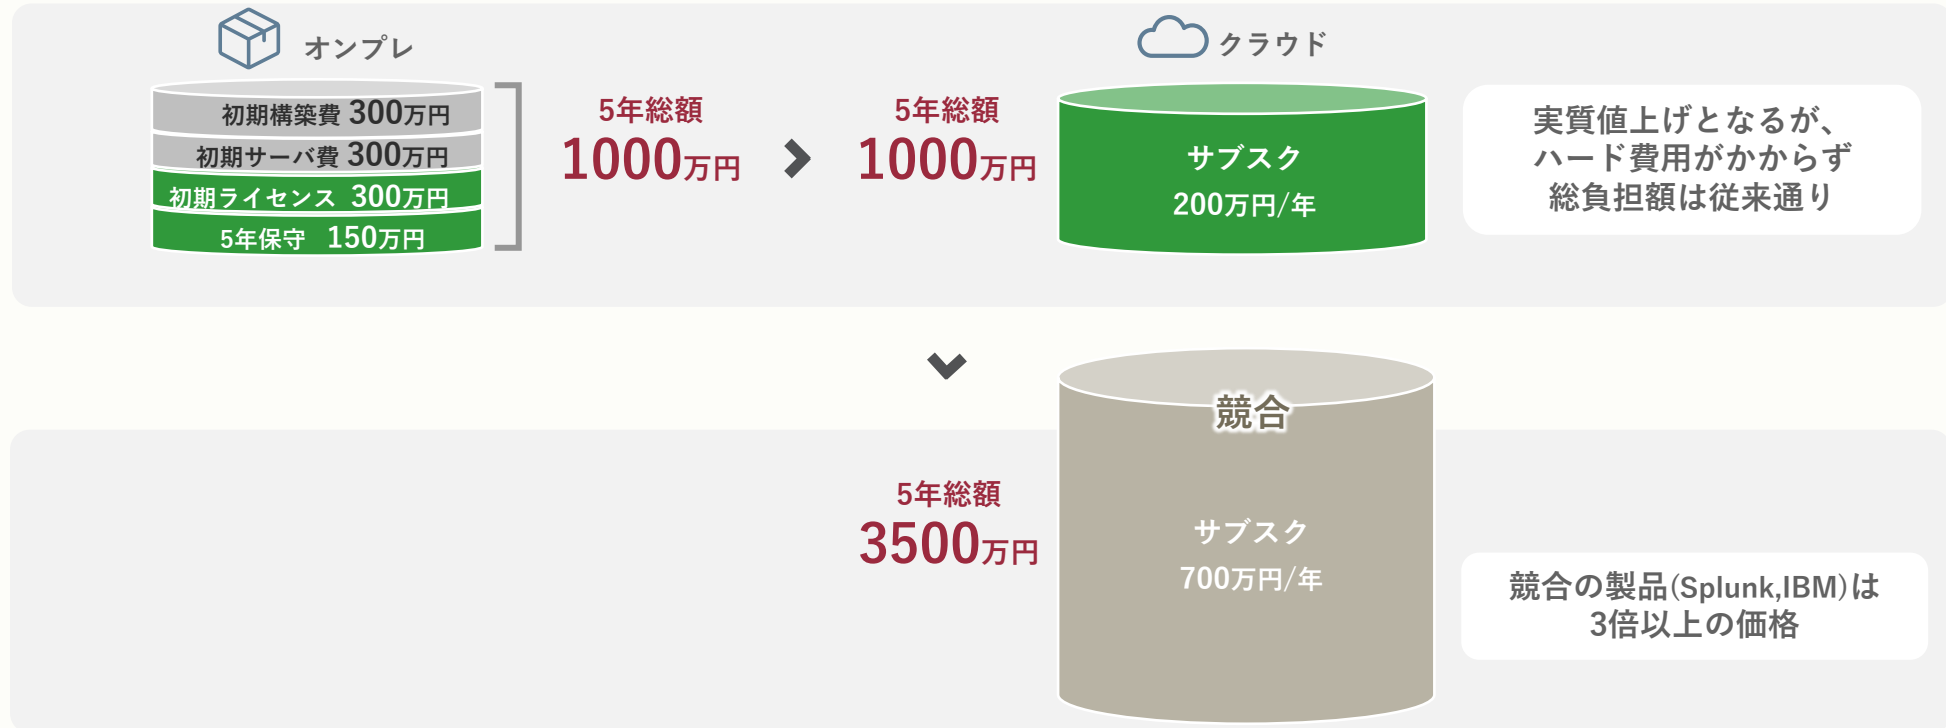 オンプレ
初期構築費 300万円
初期サーバ費 300万円
初期ライセンス 300万円
5年保守 150万円
5年総額
1000万円
5年総額
1000万円
クラウド
サブスク
200万円/年
実質値上げとなるが、
ハード費用がかからず
総負担額は従来通り
競合
5年総額
3500万円
サブスク
700万円/年
競合の製品(Splunk,IBM)は
3倍以上の価格